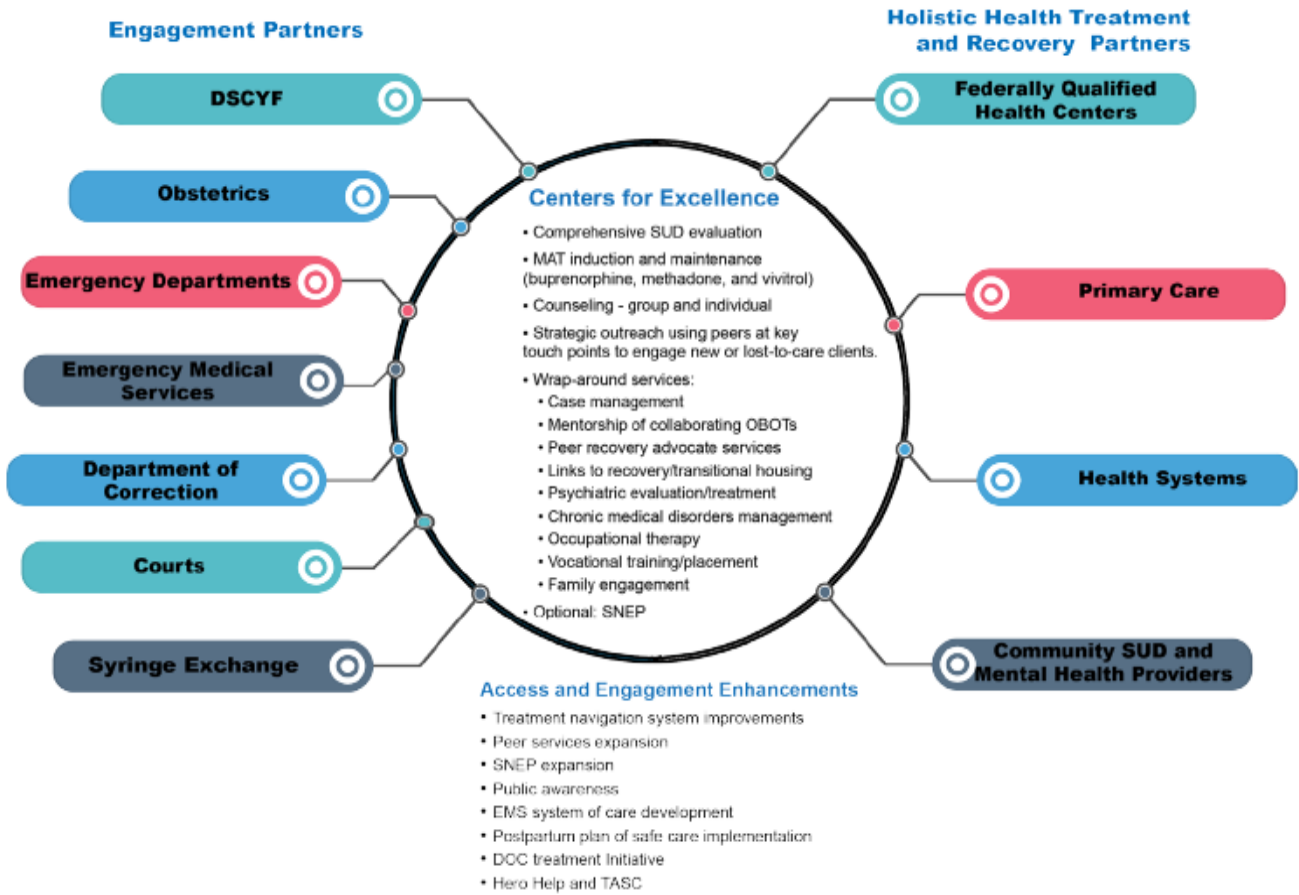 Engagement Partners
DSCYF
Obstetrics
Emergency Departments
Emergency Medical
Services
Department of
Correction
Courts
Syringe Exchange
Centers for Excellence
• Comprehensive SUD evaluation
• MAT induction and maintenance
(buprenorphine, methadone, and vivitrol)
• Counseling - group and individual
• Strategic outreach using peers at key
touch points to engage new or lost-to-care clients.
• Wrap-around services:
• Case management
• Mentorship of collaborating OBOTs
• Peer recovery advocate services
• Links to recovery/transitional housing
• Psychiatric evaluation/treatment
• Chronic medical disorders management
• Occupational therapy
• Vocational training/placement
• Family engagement
• Optional: SNEP
Holistic Health Treatment
and Recovery Partners
Federally Qualified
Health Centers
Primary Care
Health Systems
Community SUD and
Mental Health Providers
Access and Engagement Enhancements
• Treatment navigation system improvements
• Peer services expansion
• SNEP expansion
• Public awareness
• EMS system of care development
• Postpartum plan of safe care implementation
• DOC treatment Initiative
• Hero Help and TASC